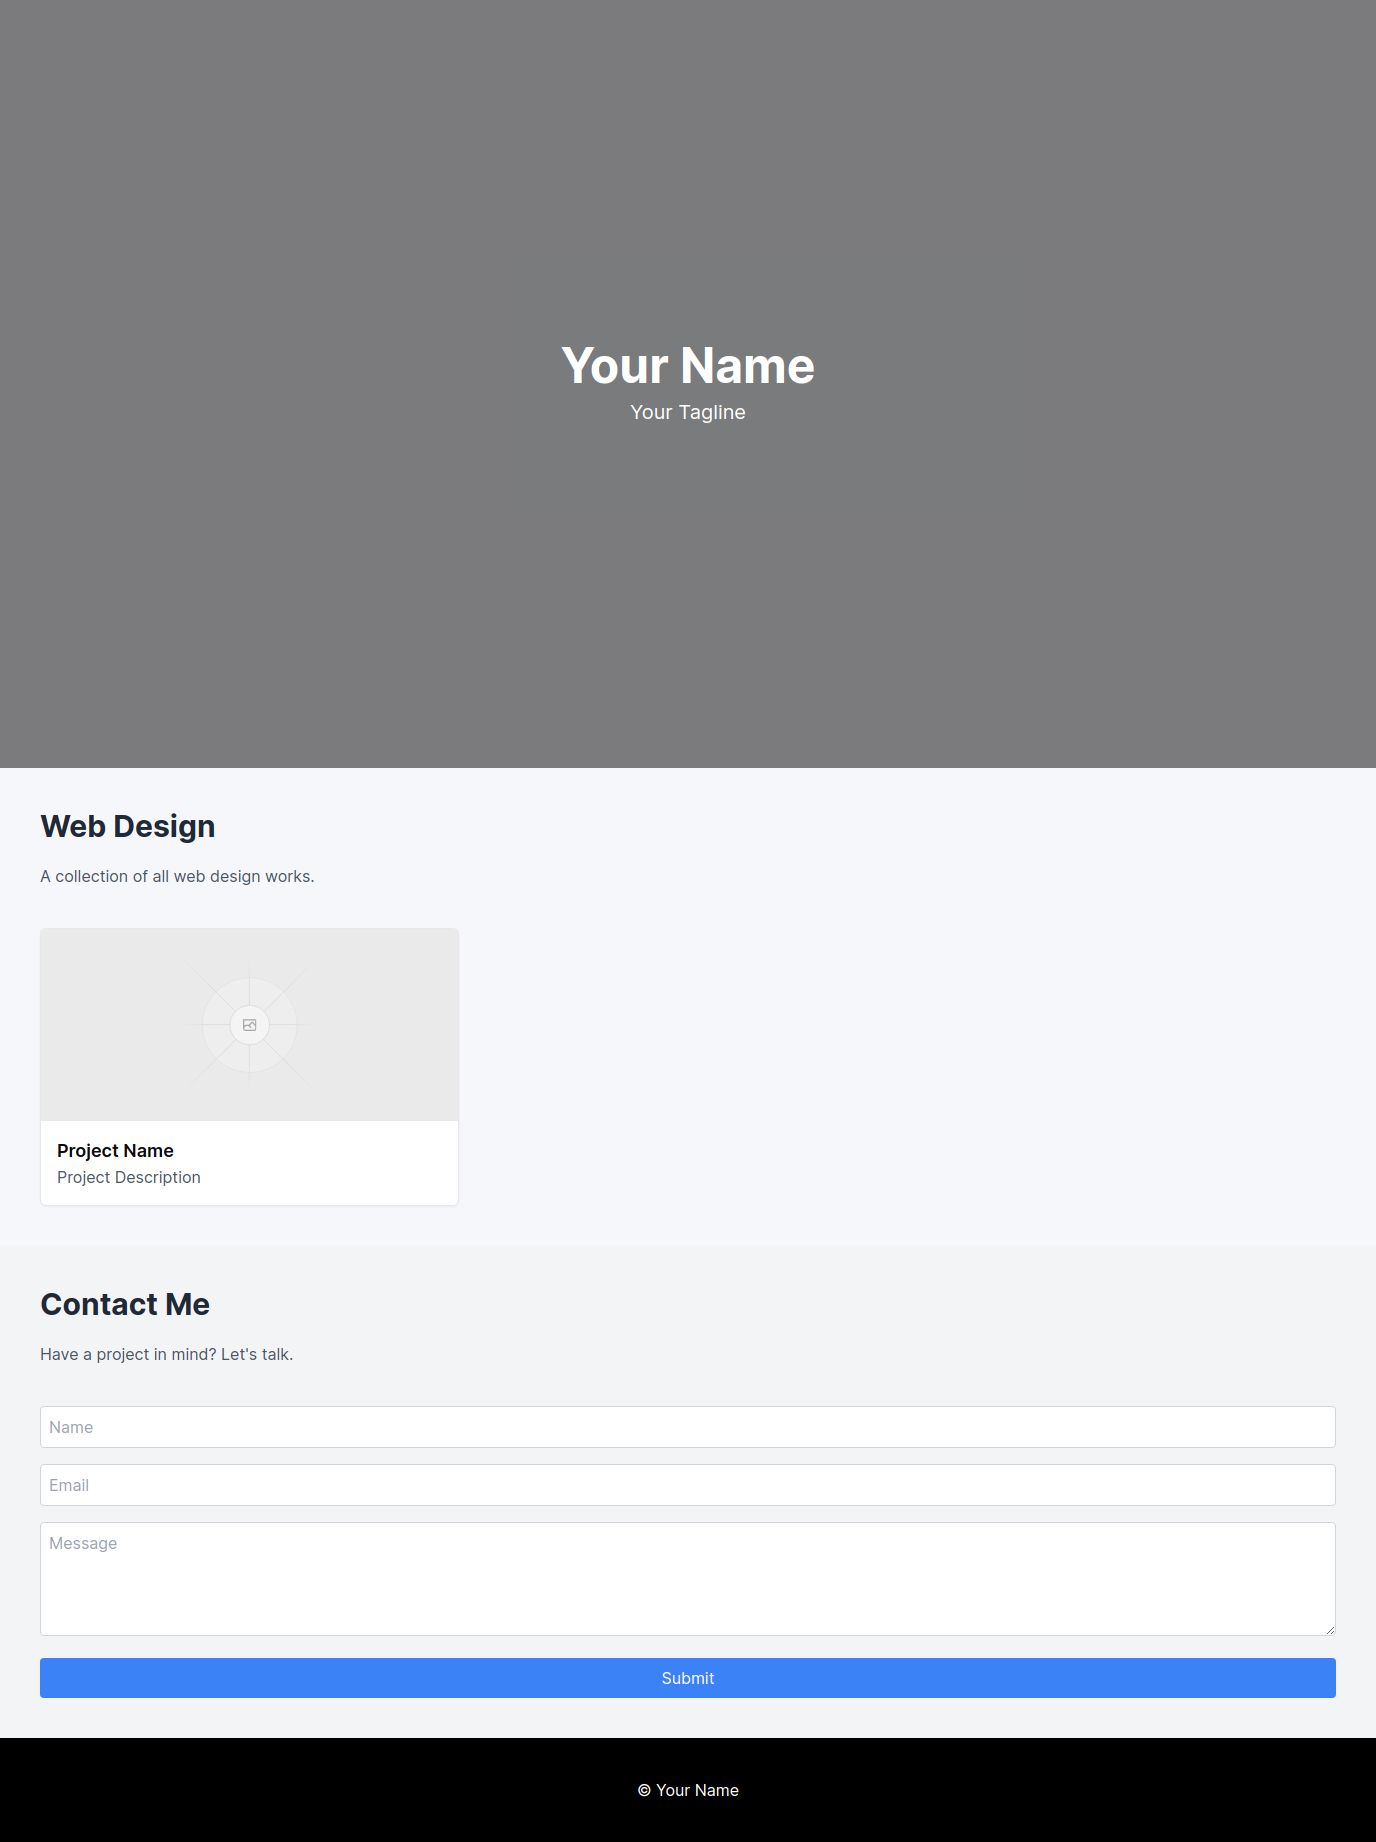 Your Name
Your Tagline
Web Design
A collection of all web design works.
Project Name
Project Description
Contact Me
Have a project in mind? Let's talk.
Name
Email
Message
Submit
© Your Name